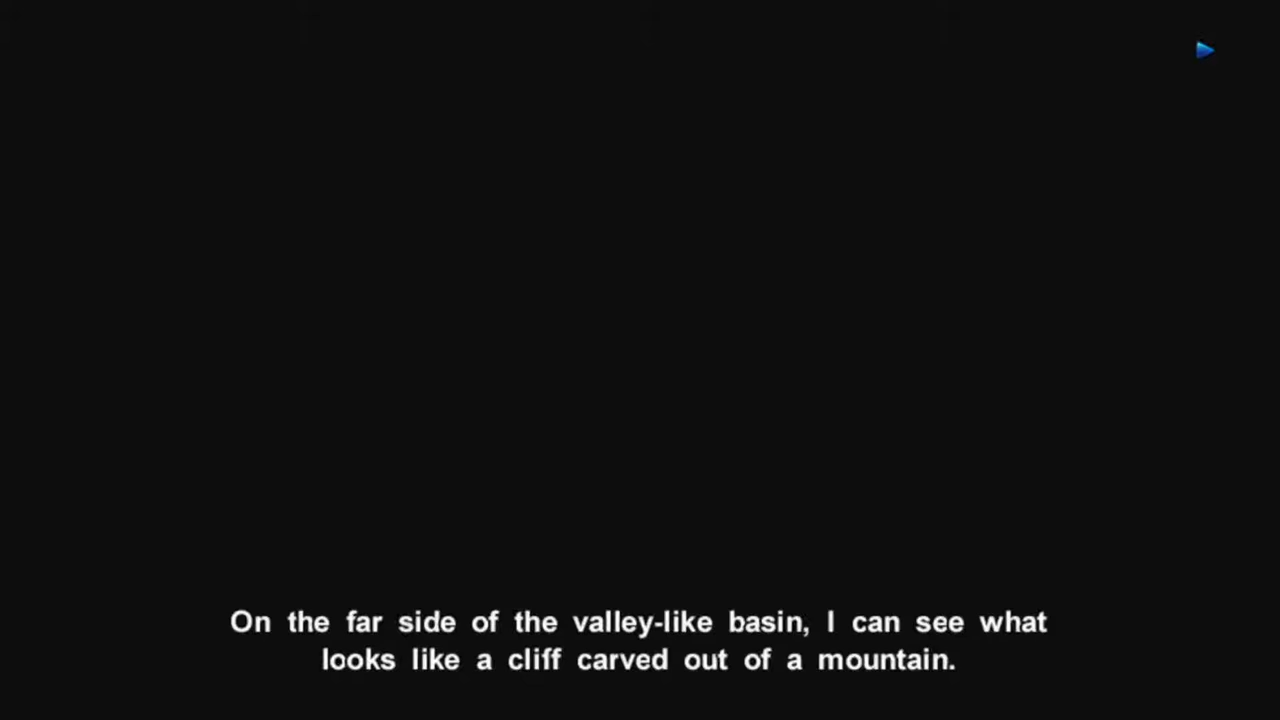 On the far side of the valley-like basin, I can see what
looks like a cliff carved out of a mountain.